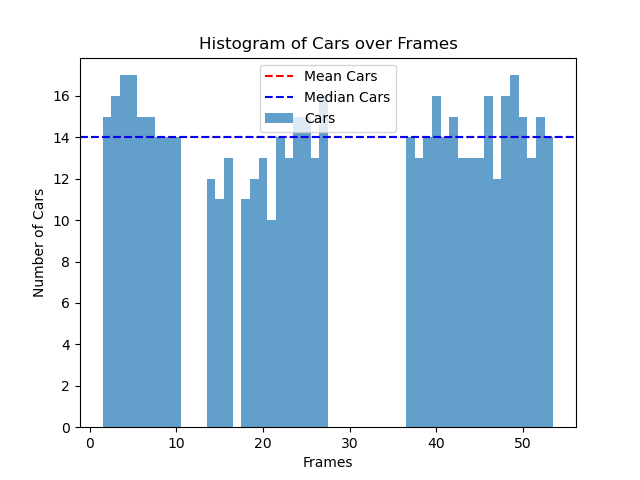 Histogram of Cars over Frames
Mean Cars
Median Cars
Cars
Number of Cars
16
14
12
10
8
6
4
2
0
0 10 20 30 40 50
Frames